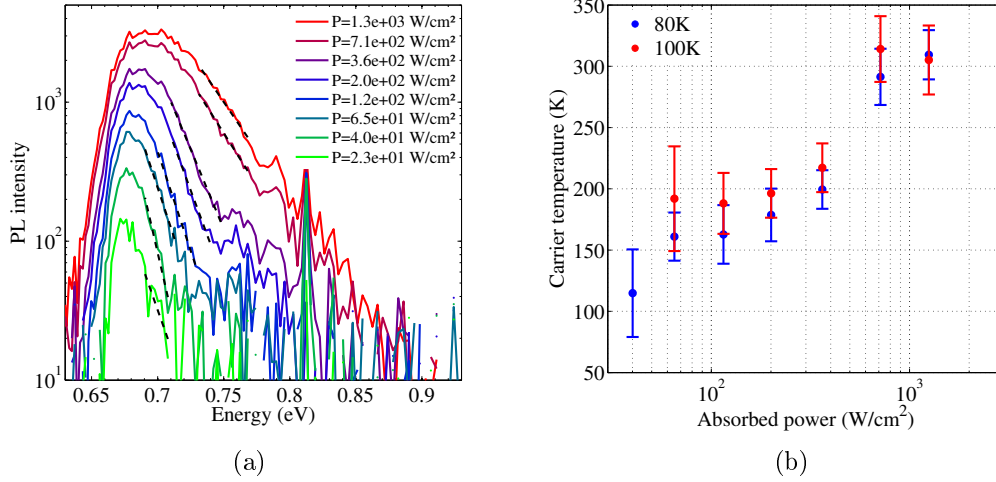 (a)
PL intensity
10³
10²
10¹
P=1.3e+03 W/cm²
P=7.1e+02 W/cm²
P=3.6e+02 W/cm²
P=2.0e+02 W/cm²
P=1.2e+02 W/cm²
P=6.5e+01 W/cm²
P=4.0e+01 W/cm²
P=2.3e+01 W/cm²
0.65 0.7 0.75 0.8 0.85 0.9
Energy (eV)
(b)
Carrier temperature (K)
350
300
250
200
150
100
50
80K
100K
10² 10³
Absorbed power (W/cm²)
(a) (b)